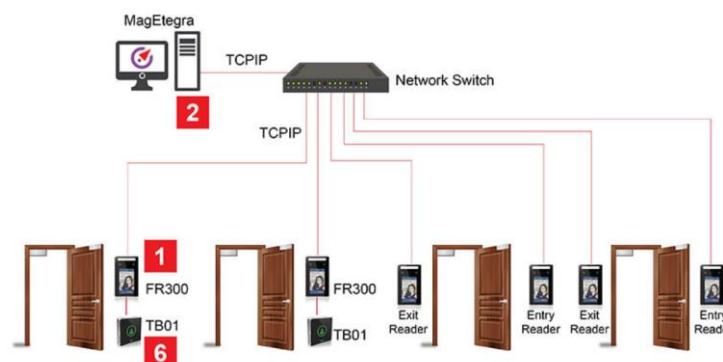 MagEtegra
TCPIP
Network Switch
2
TCPIP
1
FR300
FR300
Exit
Reader
Entry
Reader
Exit
Reader
Entry
Read
TB01
TB01
6